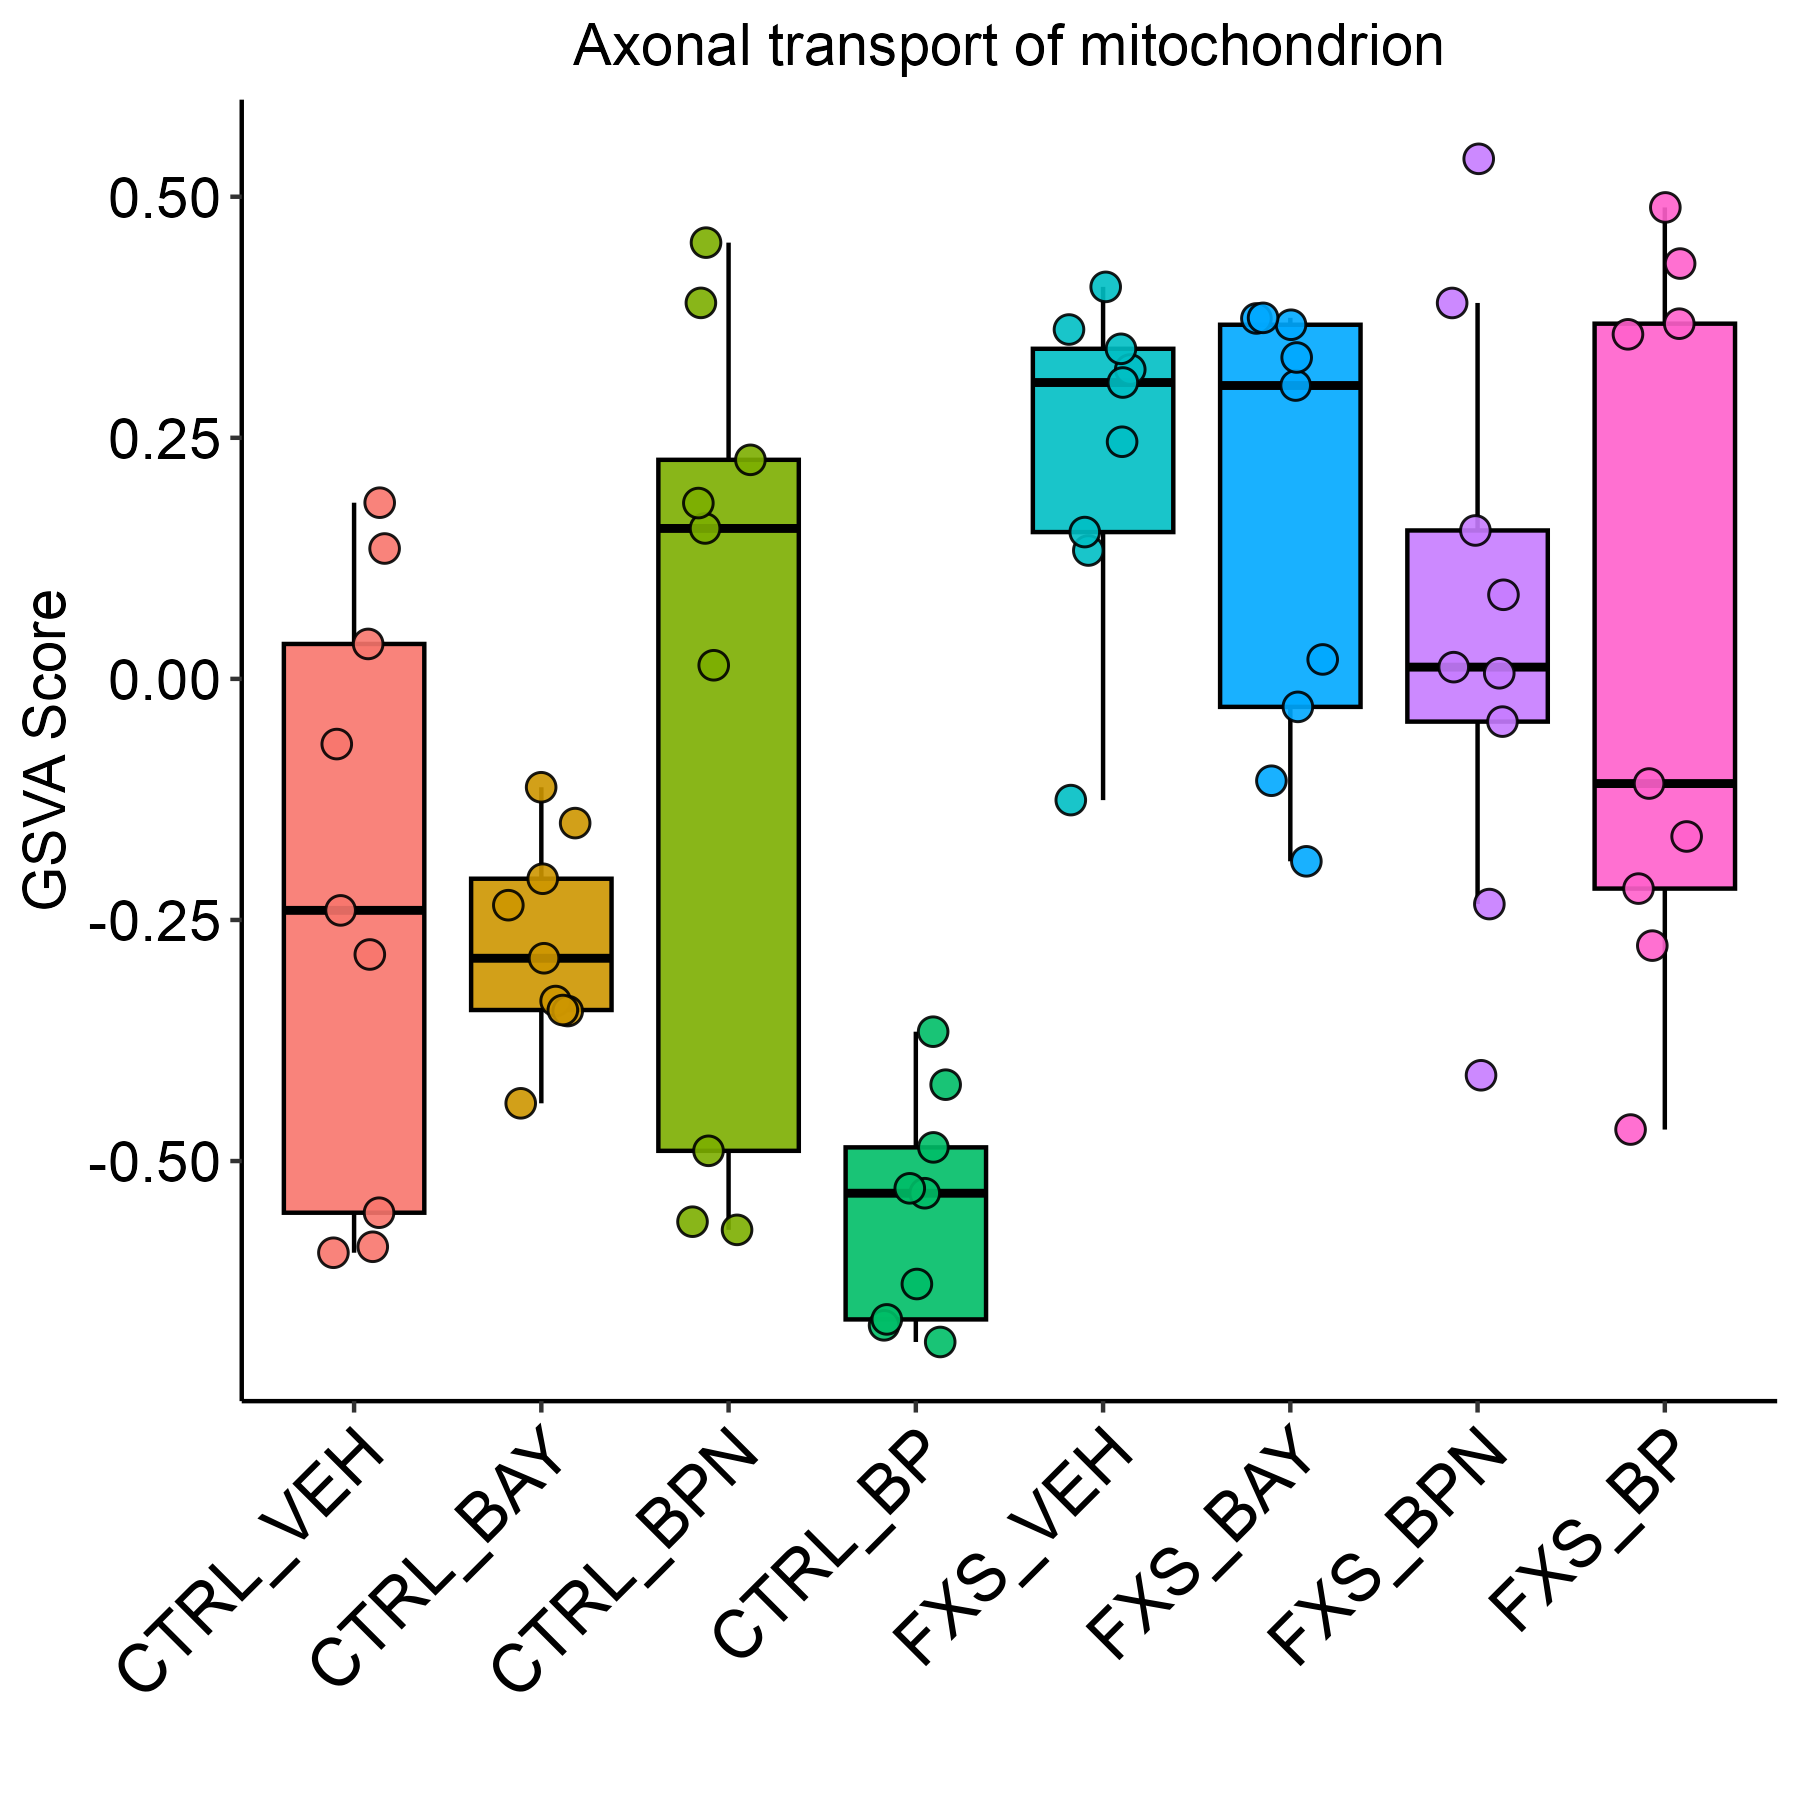 Axonal transport of mitochondrion
GSVA Score
0.50
0.25
0.00
-0.25
-0.50
CTRL_VEH
CTRL_BAY
CTRL_BPN
CTRL_BP
FXS_VEH
FXS_BAY
FXS_BPN
FXS_BP